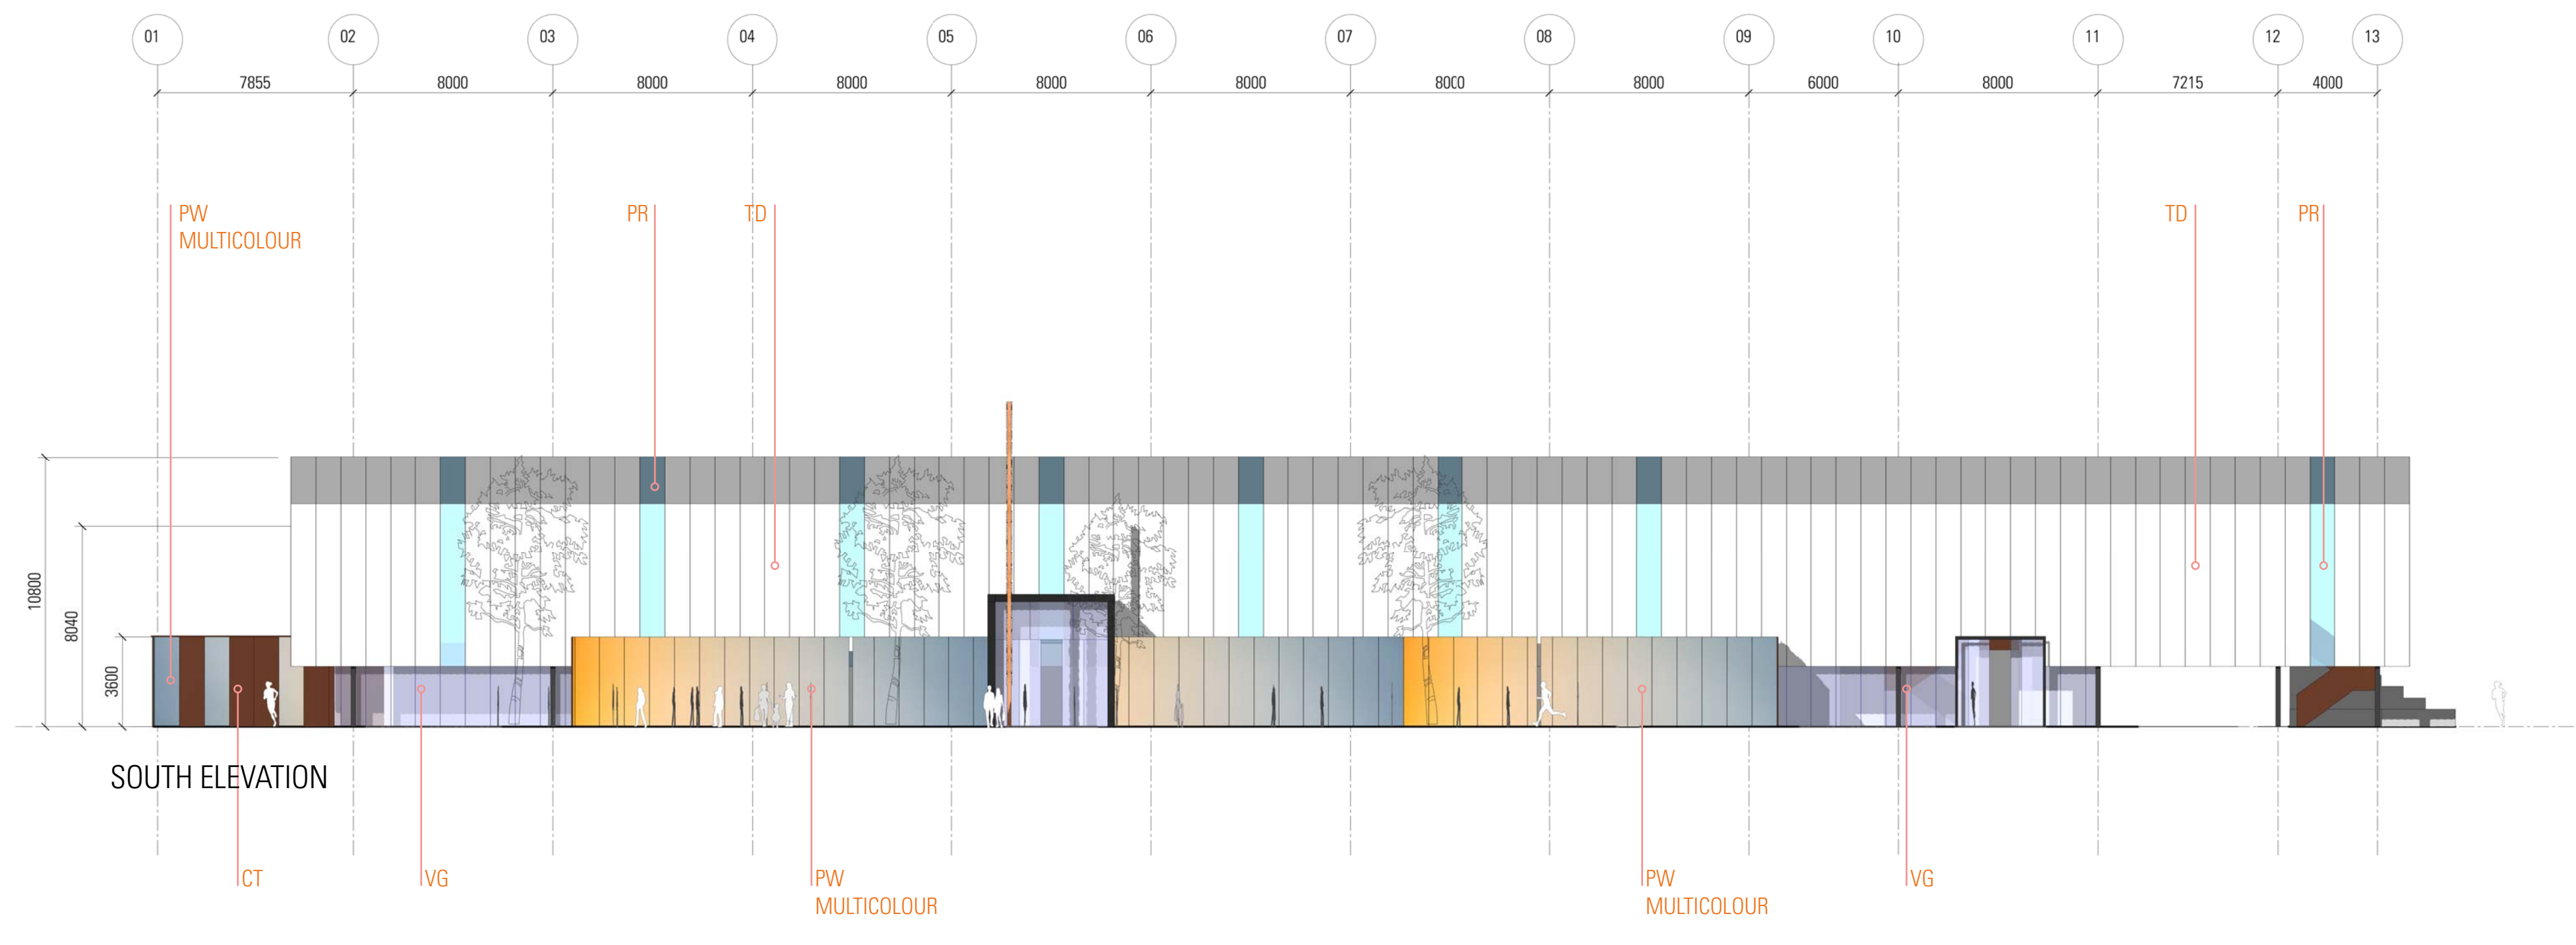 01 02 03 04 05 06 07 08 09 10 11 12 13
7855 8000 8000 8000 8000 8000 8000 8000 6000 8000 7215 4000
PW PR TD TD PR
MULTICOLOUR
10800
8040
3600
SOUTH ELEVATION
CT VG PW PW VG
MULTICOLOUR MULTICOLOUR